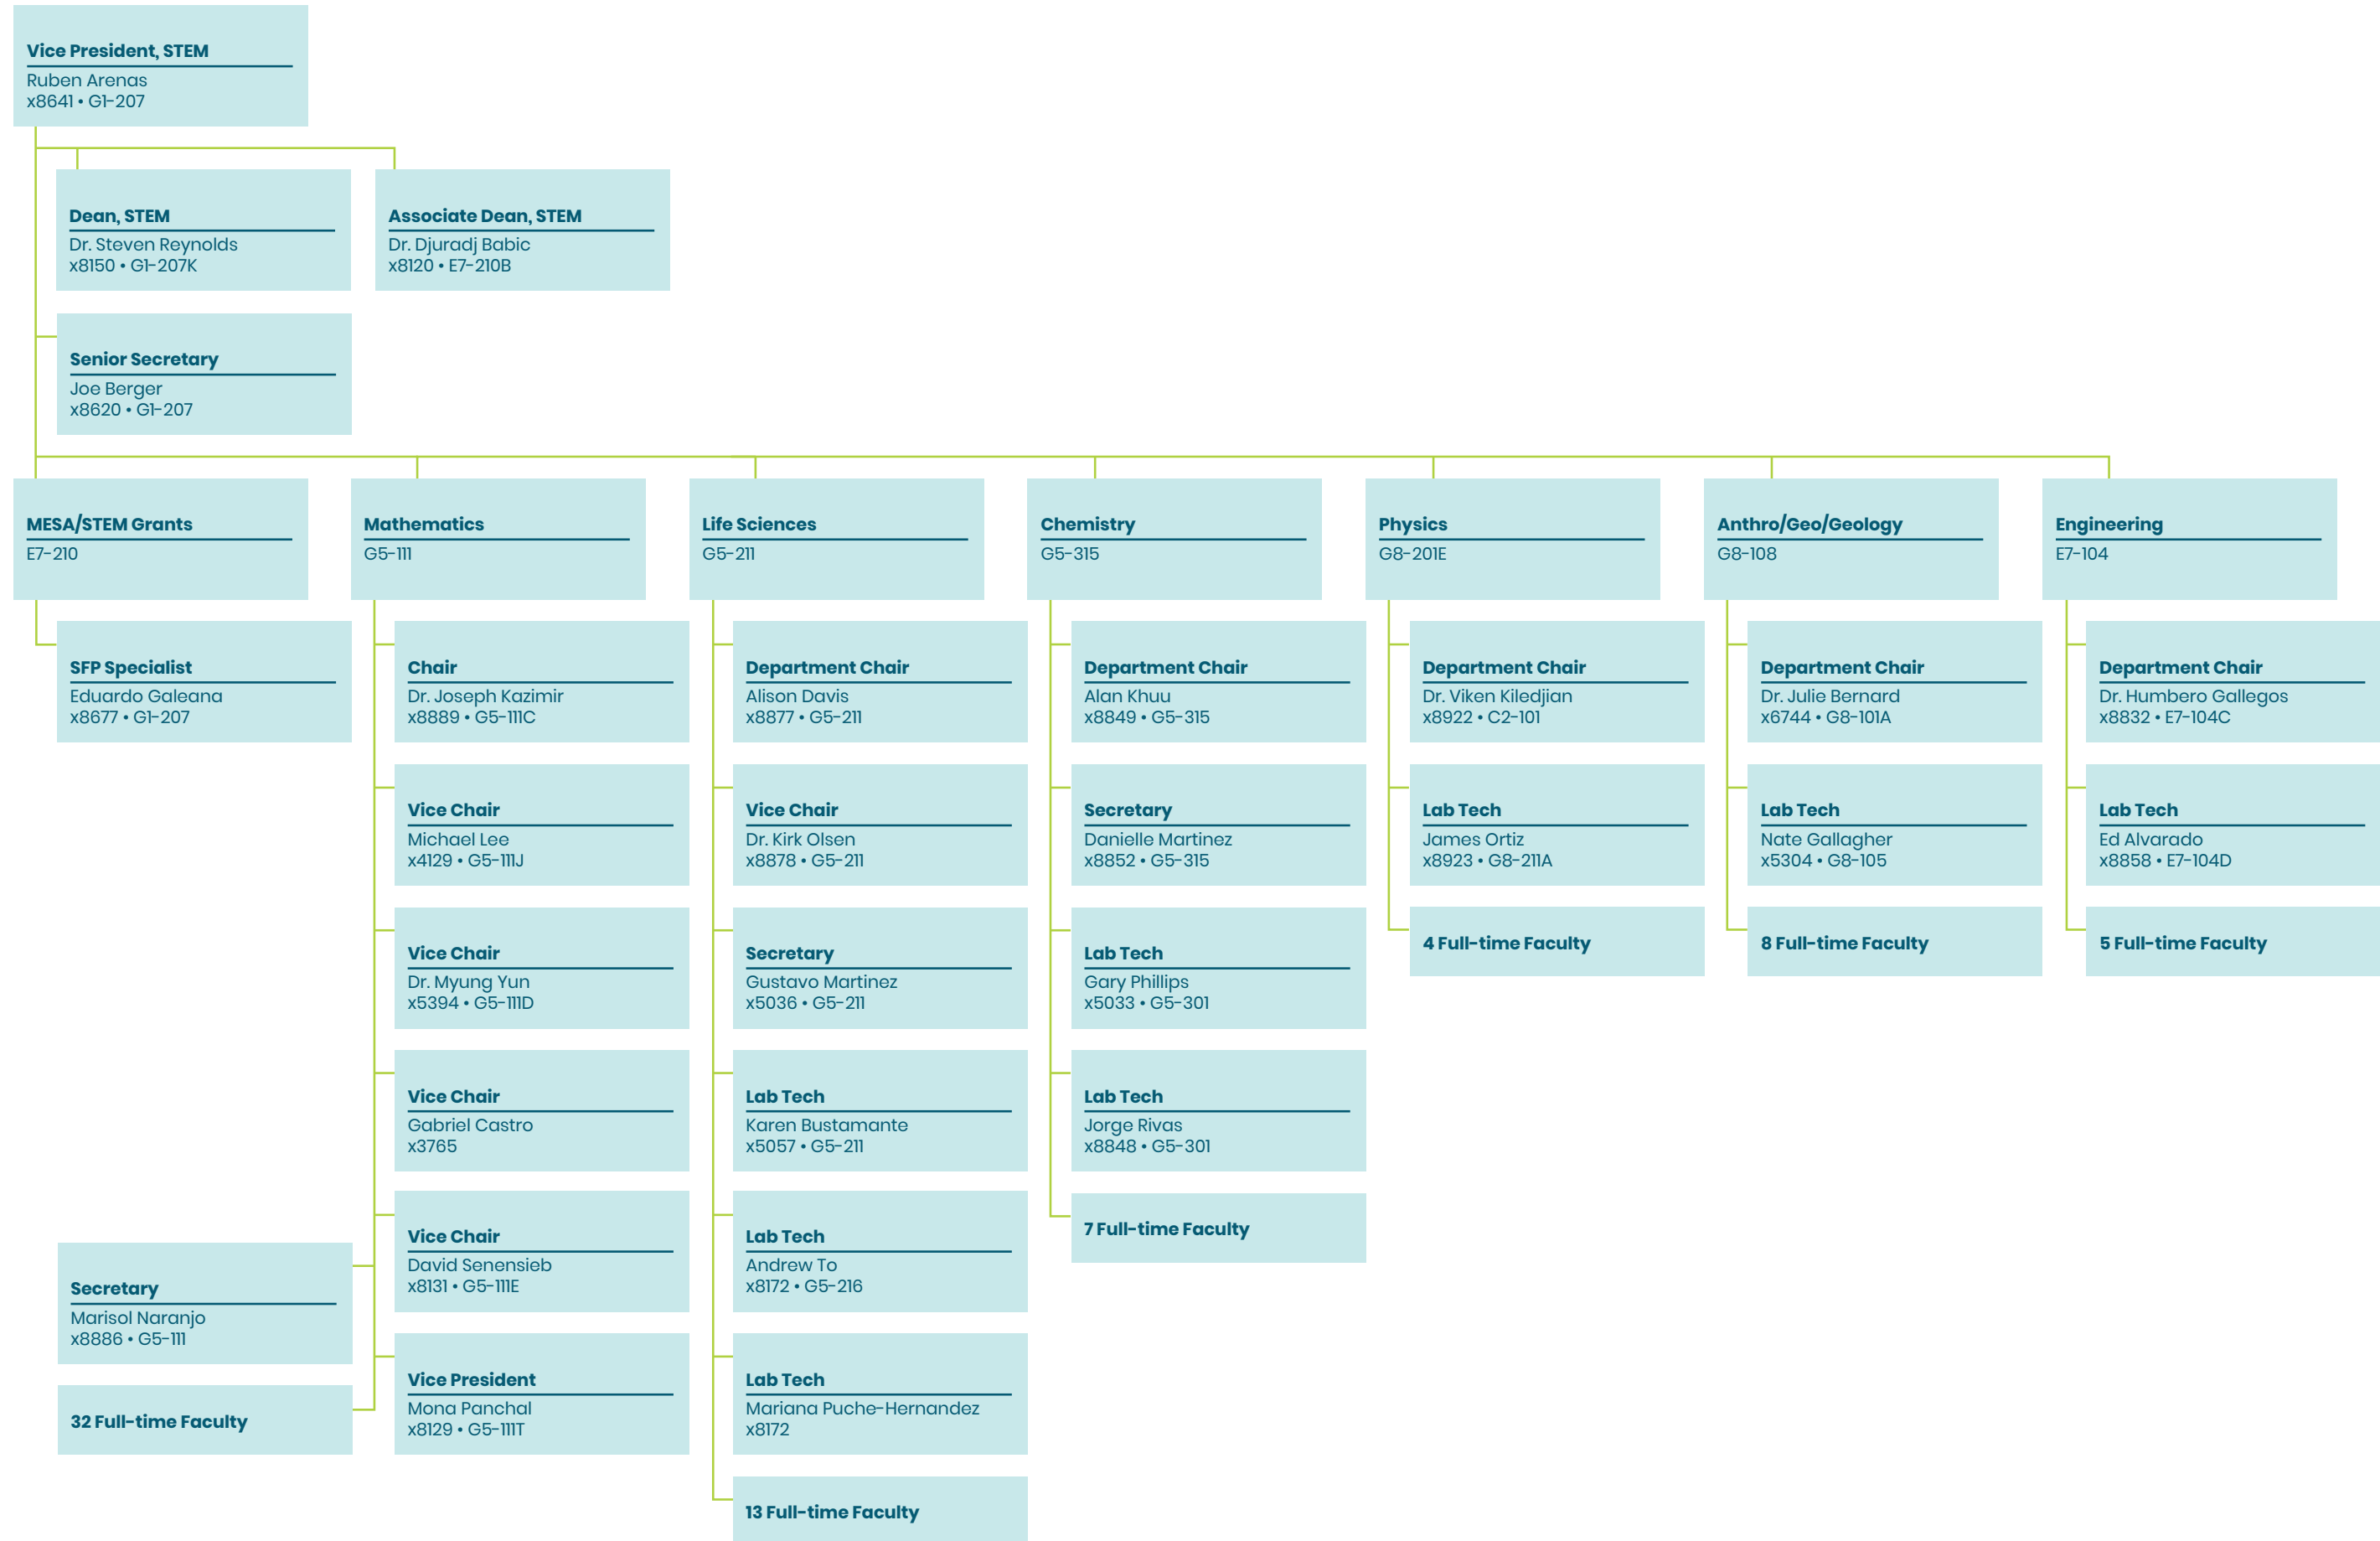 Vice President, STEM
Ruben Arenas
x8641 • G1-207
Dean, STEM
Dr. Steven Reynolds
x8150 • G1-207K
Associate Dean, STEM
Dr. Djuradj Babic
x8120 • E7-210B
Senior Secretary
Joe Berger
x8620 • G1-207
MESA/STEM Grants
E7-210
SFP Specialist
Eduardo Galeana
x8677 • G1-207
Mathematics
G5-111
Chair
Dr. Joseph Kazimir
x8889 • G5-111C
Vice Chair
Michael Lee
x4129 • G5-111J
Vice Chair
Dr. Myung Yun
x5394 • G5-111D
Vice Chair
Gabriel Castro
x3765
Vice Chair
David Senensieb
x8131 • G5-111E
Vice President
Mona Panchal
x8129 • G5-111T
Secretary
Marisol Naranjo
x8886 • G5-111
32 Full-time Faculty
Life Sciences
G5-211
Department Chair
Alison Davis
x8877 • G5-211
Vice Chair
Dr. Kirk Olsen
x8878 • G5-211
Secretary
Gustavo Martinez
x5036 • G5-211
Lab Tech
Karen Bustamante
x5057 • G5-211
Lab Tech
Andrew To
x8172 • G5-216
Lab Tech
Mariana Puche-Hernandez
x8172
13 Full-time Faculty
Chemistry
G5-315
Department Chair
Alan Khuu
x8849 • G5-315
Secretary
Danielle Martinez
x8852 • G5-315
Lab Tech
Gary Phillips
x5033 • G5-301
Lab Tech
Jorge Rivas
x8848 • G5-301
7 Full-time Faculty
Physics
G8-201E
Department Chair
Dr. Viken Kiledjian
x8922 • C2-101
Lab Tech
James Ortiz
x8923 • G8-211A
4 Full-time Faculty
Anthro/Geo/Geology
G8-108
Department Chair
Dr. Julie Bernard
x6744 • G8-101A
Lab Tech
Nate Gallagher
x5304 • G8-105
8 Full-time Faculty
Engineering
E7-104
Department Chair
Dr. Humbero Gallegos
x8832 • E7-104C
Lab Tech
Ed Alvarado
x8858 • E7-104D
5 Full-time Faculty